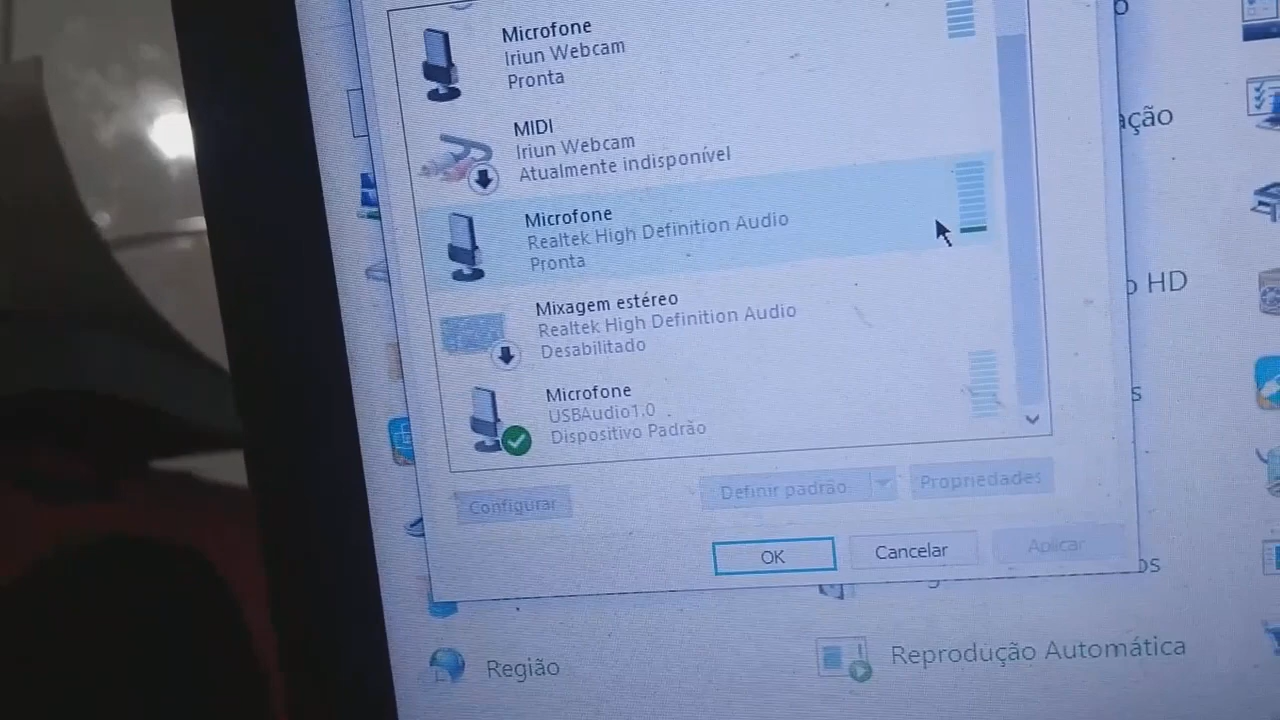 Microfone
Iriun Webcam
Pronta
MIDI
Iriun Webcam
Atualmente indisponível
Microfone
Realtek High Definition Audio
Pronta
Mixagem estéreo
Realtek High Definition Audio
Desabilitado
Microfone
USBAudio1.0
Dispositivo Padrão
Configurar
Definir padrão
Propriedades
OK
Cancelar
Aplicar
ação
HD
Região
Reprodução Automática